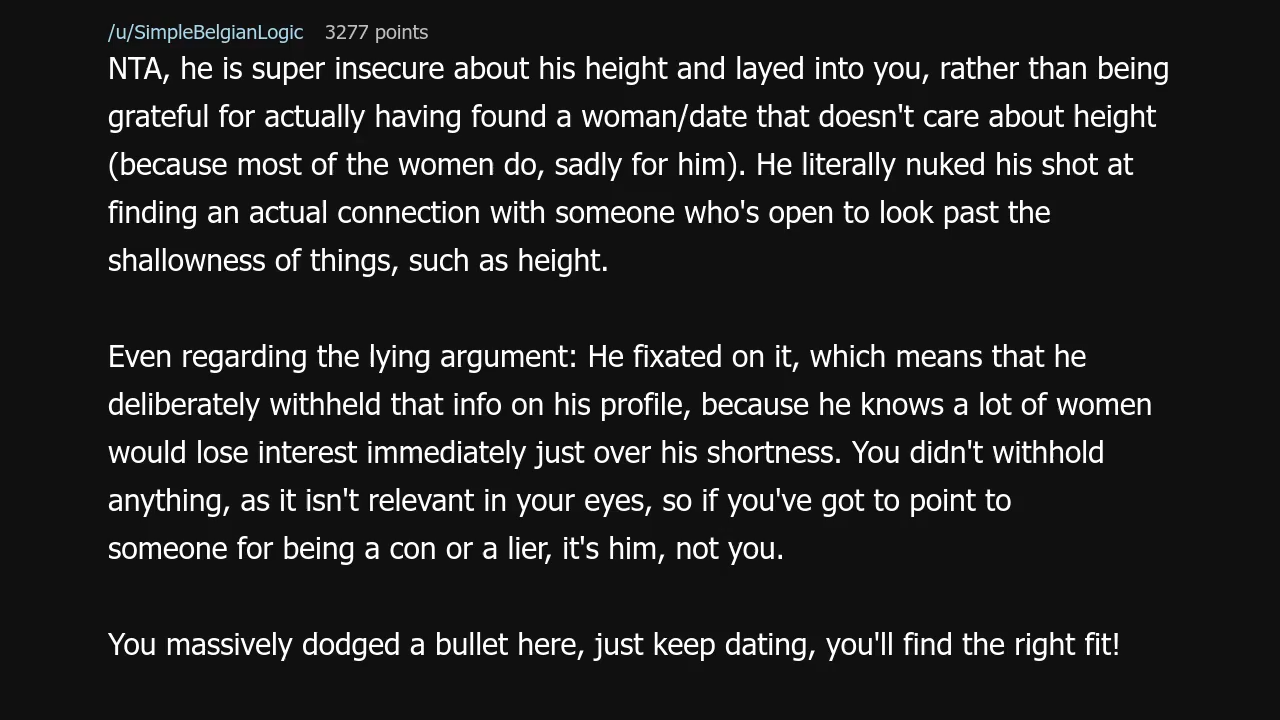 /u/SimpleBelgianLogic 3277 points
NTA, he is super insecure about his height and layed into you, rather than being
grateful for actually having found a woman/date that doesn't care about height
(because most of the women do, sadly for him). He literally nuked his shot at
finding an actual connection with someone who's open to look past the
shallowness of things, such as height.
Even regarding the lying argument: He fixated on it, which means that he
deliberately withheld that info on his profile, because he knows a lot of women
would lose interest immediately just over his shortness. You didn't withhold
anything, as it isn't relevant in your eyes, so if you've got to point to
someone for being a con or a lier, it's him, not you.
You massively dodged a bullet here, just keep dating, you'll find the right fit!